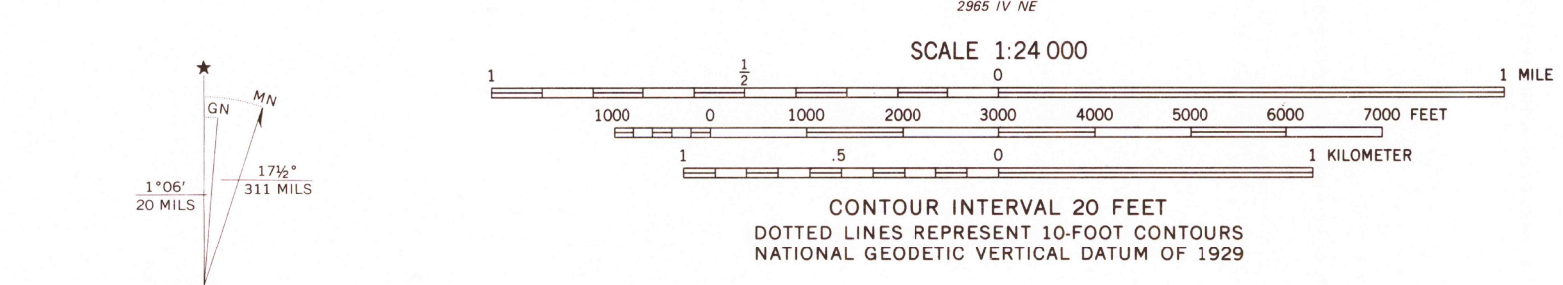 2965 IV NE
SCALE 1:24 000
1 1/2 0 1 MILE
1000 0 1000 2000 3000 4000 5000 6000 7000 FEET
1 .5 0 1 KILOMETER
CONTOUR INTERVAL 20 FEET
DOTTED LINES REPRESENT 10-FOOT CONTOURS
NATIONAL GEODETIC VERTICAL DATUM OF 1929
★
GN
MN
1°06′
20 MILS
17½°
311 MILS